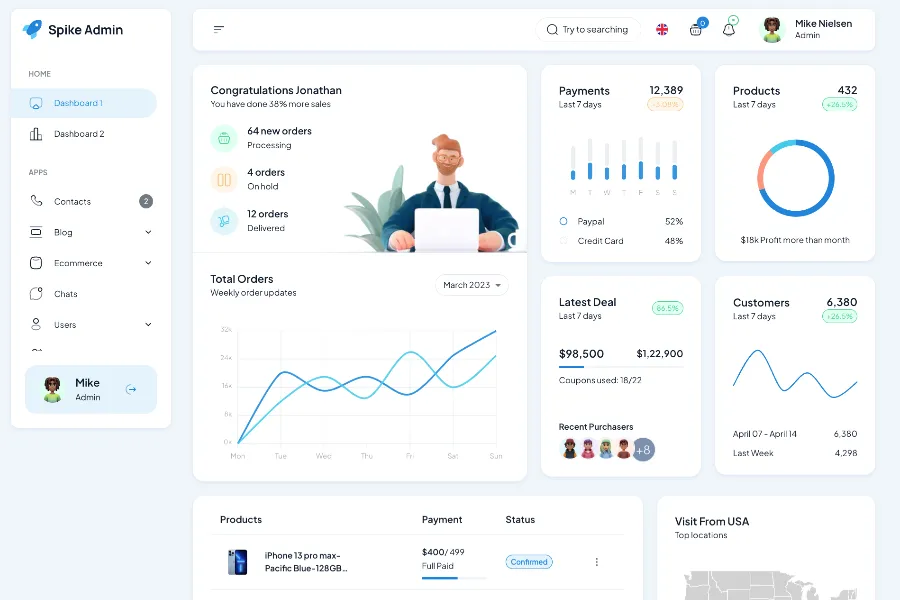 Spike Admin
HOME
Dashboard 1
Dashboard 2
APPS
Contacts
2
Blog
Ecommerce
Chats
Users
Mike
Admin
Try to searching
0
Mike Nielsen
Admin
Congratulations Jonathan
You have done 38% more sales
64 new orders
Processing
4 orders
On hold
12 orders
Delivered
Total Orders
Weekly order updates
March 2023
32k
24k
16k
8k
0k
Mon Tue Wed Thu Fri Sat Sun
Payments 12,389
Last 7 days -3.08%
M T W T F S S
Paypal 52%
Credit Card 48%
Products 432
Last 7 days +26.5%
$18k Profit more than month
Latest Deal
Last 7 days
86.5%
$98,500 $1,22,900
Coupons used: 18/22
Recent Purchasers
+8
Customers 6,380
Last 7 days +26.5%
April 07 - April 14 6,380
Last Week 4,298
Products Payment Status
iPhone 13 pro max-
Pacific Blue-128GB...
$400/ 499
Full Paid
Confirmed
Visit From USA
Top locations